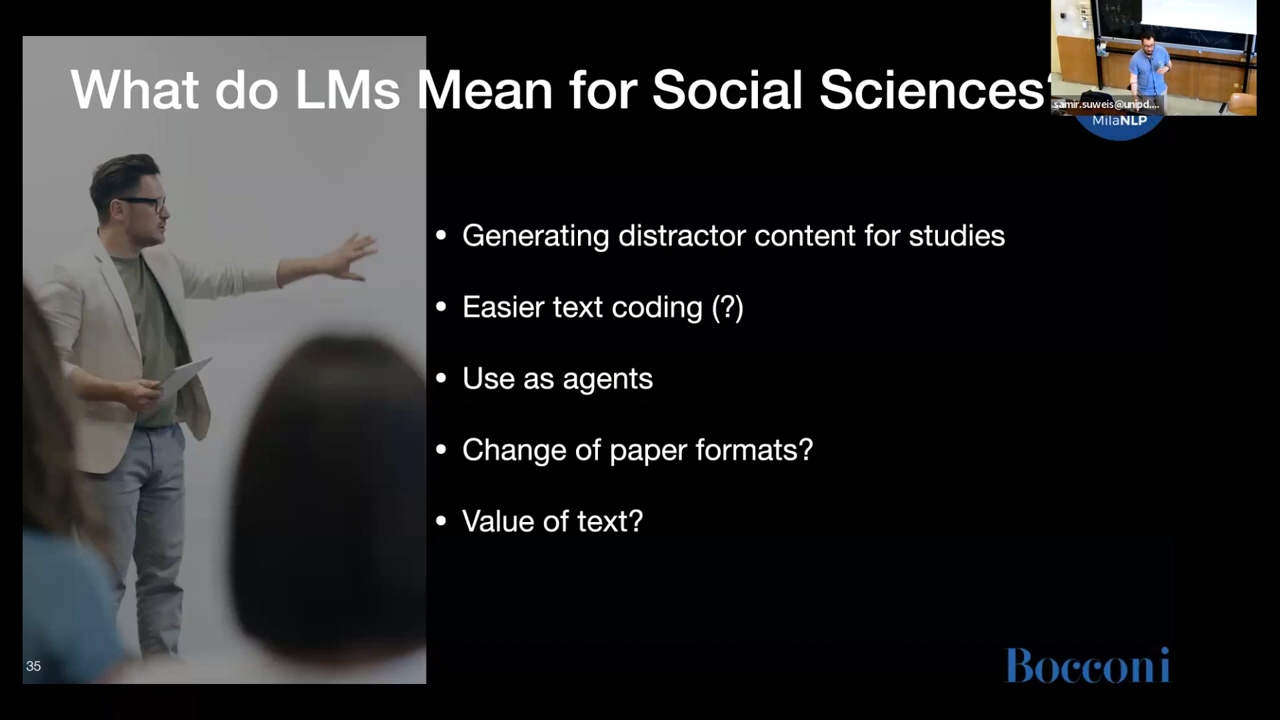 What do LMs Mean for Social Sciences?
samir.suweis@unipd....
MilaNLP
• Generating distractor content for studies
• Easier text coding (?)
• Use as agents
• Change of paper formats?
• Value of text?
35
Bocconi